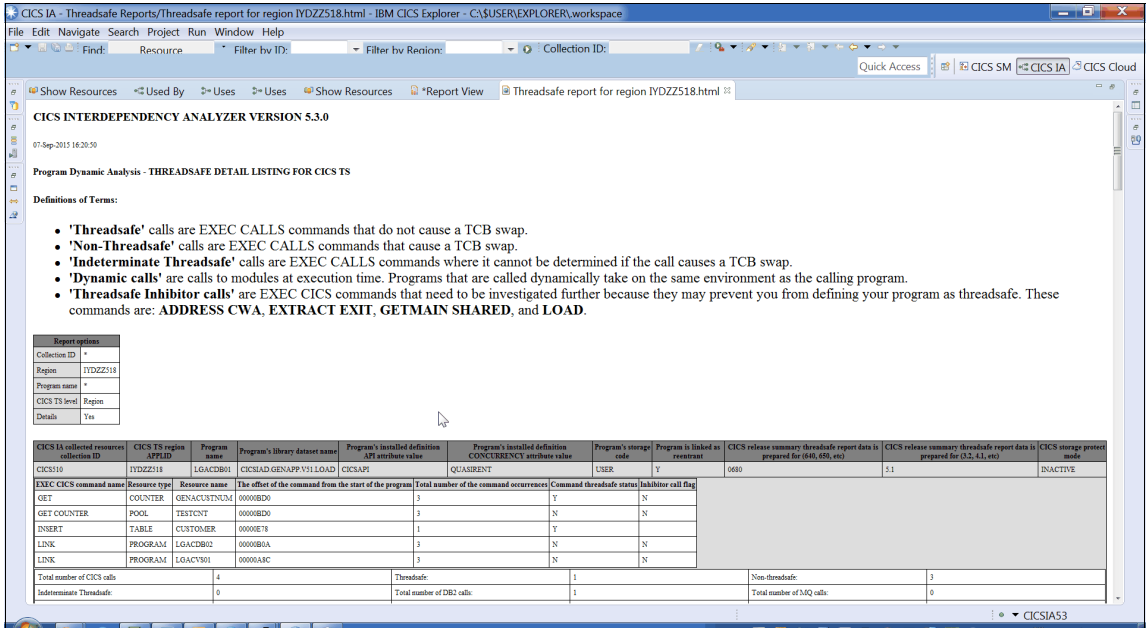 CICS IA - Threadsafe Reports/Threadsafe report for region IYDZZ518.html - IBM CICS Explorer - C:\$USER\EXPLORER\.workspace
File Edit Navigate Search Project Run Window Help
Find: Resource Filter by ID: Filter by Region: Collection ID:
Quick Access CICS SM CICS IA CICS Cloud
Show Resources Used By Uses Uses Show Resources *Report View Threadsafe report for region IYDZZ518.html
CICS INTERDEPENDENCY ANALYZER VERSION 5.3.0
07-Sep-2015 16:20:50
Program Dynamic Analysis - THREADSAFE DETAIL LISTING FOR CICS TS
Definitions of Terms:
• 'Threadsafe' calls are EXEC CALLS commands that do not cause a TCB swap.
• 'Non-Threadsafe' calls are EXEC CALLS commands that cause a TCB swap.
• 'Indeterminate Threadsafe' calls are EXEC CALLS commands where it cannot be determined if the call causes a TCB swap.
• 'Dynamic calls' are calls to modules at execution time. Programs that are called dynamically take on the same environment as the calling program.
• 'Threadsafe Inhibitor calls' are EXEC CICS commands that need to be investigated further because they may prevent you from defining your program as threadsafe. These
commands are: ADDRESS CWA, EXTRACT EXIT, GETMAIN SHARED, and LOAD.
Report options
Collection ID *
Region IYDZZ518
Program name *
CICS TS level Region
Details Yes
CICS IA collected resources collection ID CICS TS region APPLID Program name Program's library dataset name Program's installed definition API attribute value Program's installed definition CONCURRENCY attribute value Program's storage code Program is linked as reentrant CICS release summary threadsafe report data is prepared for (640, 650, etc) CICS release summary threadsafe report data is prepared for (3.2, 4.1, etc) CICS storage protect mode
CICS510 IYDZZ518 LGACDB01 CICSIAD.GENAPP.V51.LOAD CICSAPI QUASIRENT USER Y 0680 5.1 INACTIVE
EXEC CICS command name Resource type Resource name The offset of the command from the start of the program Total number of the command occurrences Command threadsafe status Inhibitor call flag
GET COUNTER GENACUSTNUM 00000BD0 3 Y N
GET COUNTER POOL TESTCNT 00000BD0 3 N N
INSERT TABLE CUSTOMER 00000E78 1 Y
LINK PROGRAM LGACDB02 00000B0A 3 N N
LINK PROGRAM LGACVS01 00000A8C 3 N N
Total number of CICS calls 4 Threadsafe: 1 Non-threadsafe: 3
Indeterminate Threadsafe: 0 Total number of DB2 calls: 1 Total number of MQ calls: 0
CICSIA53